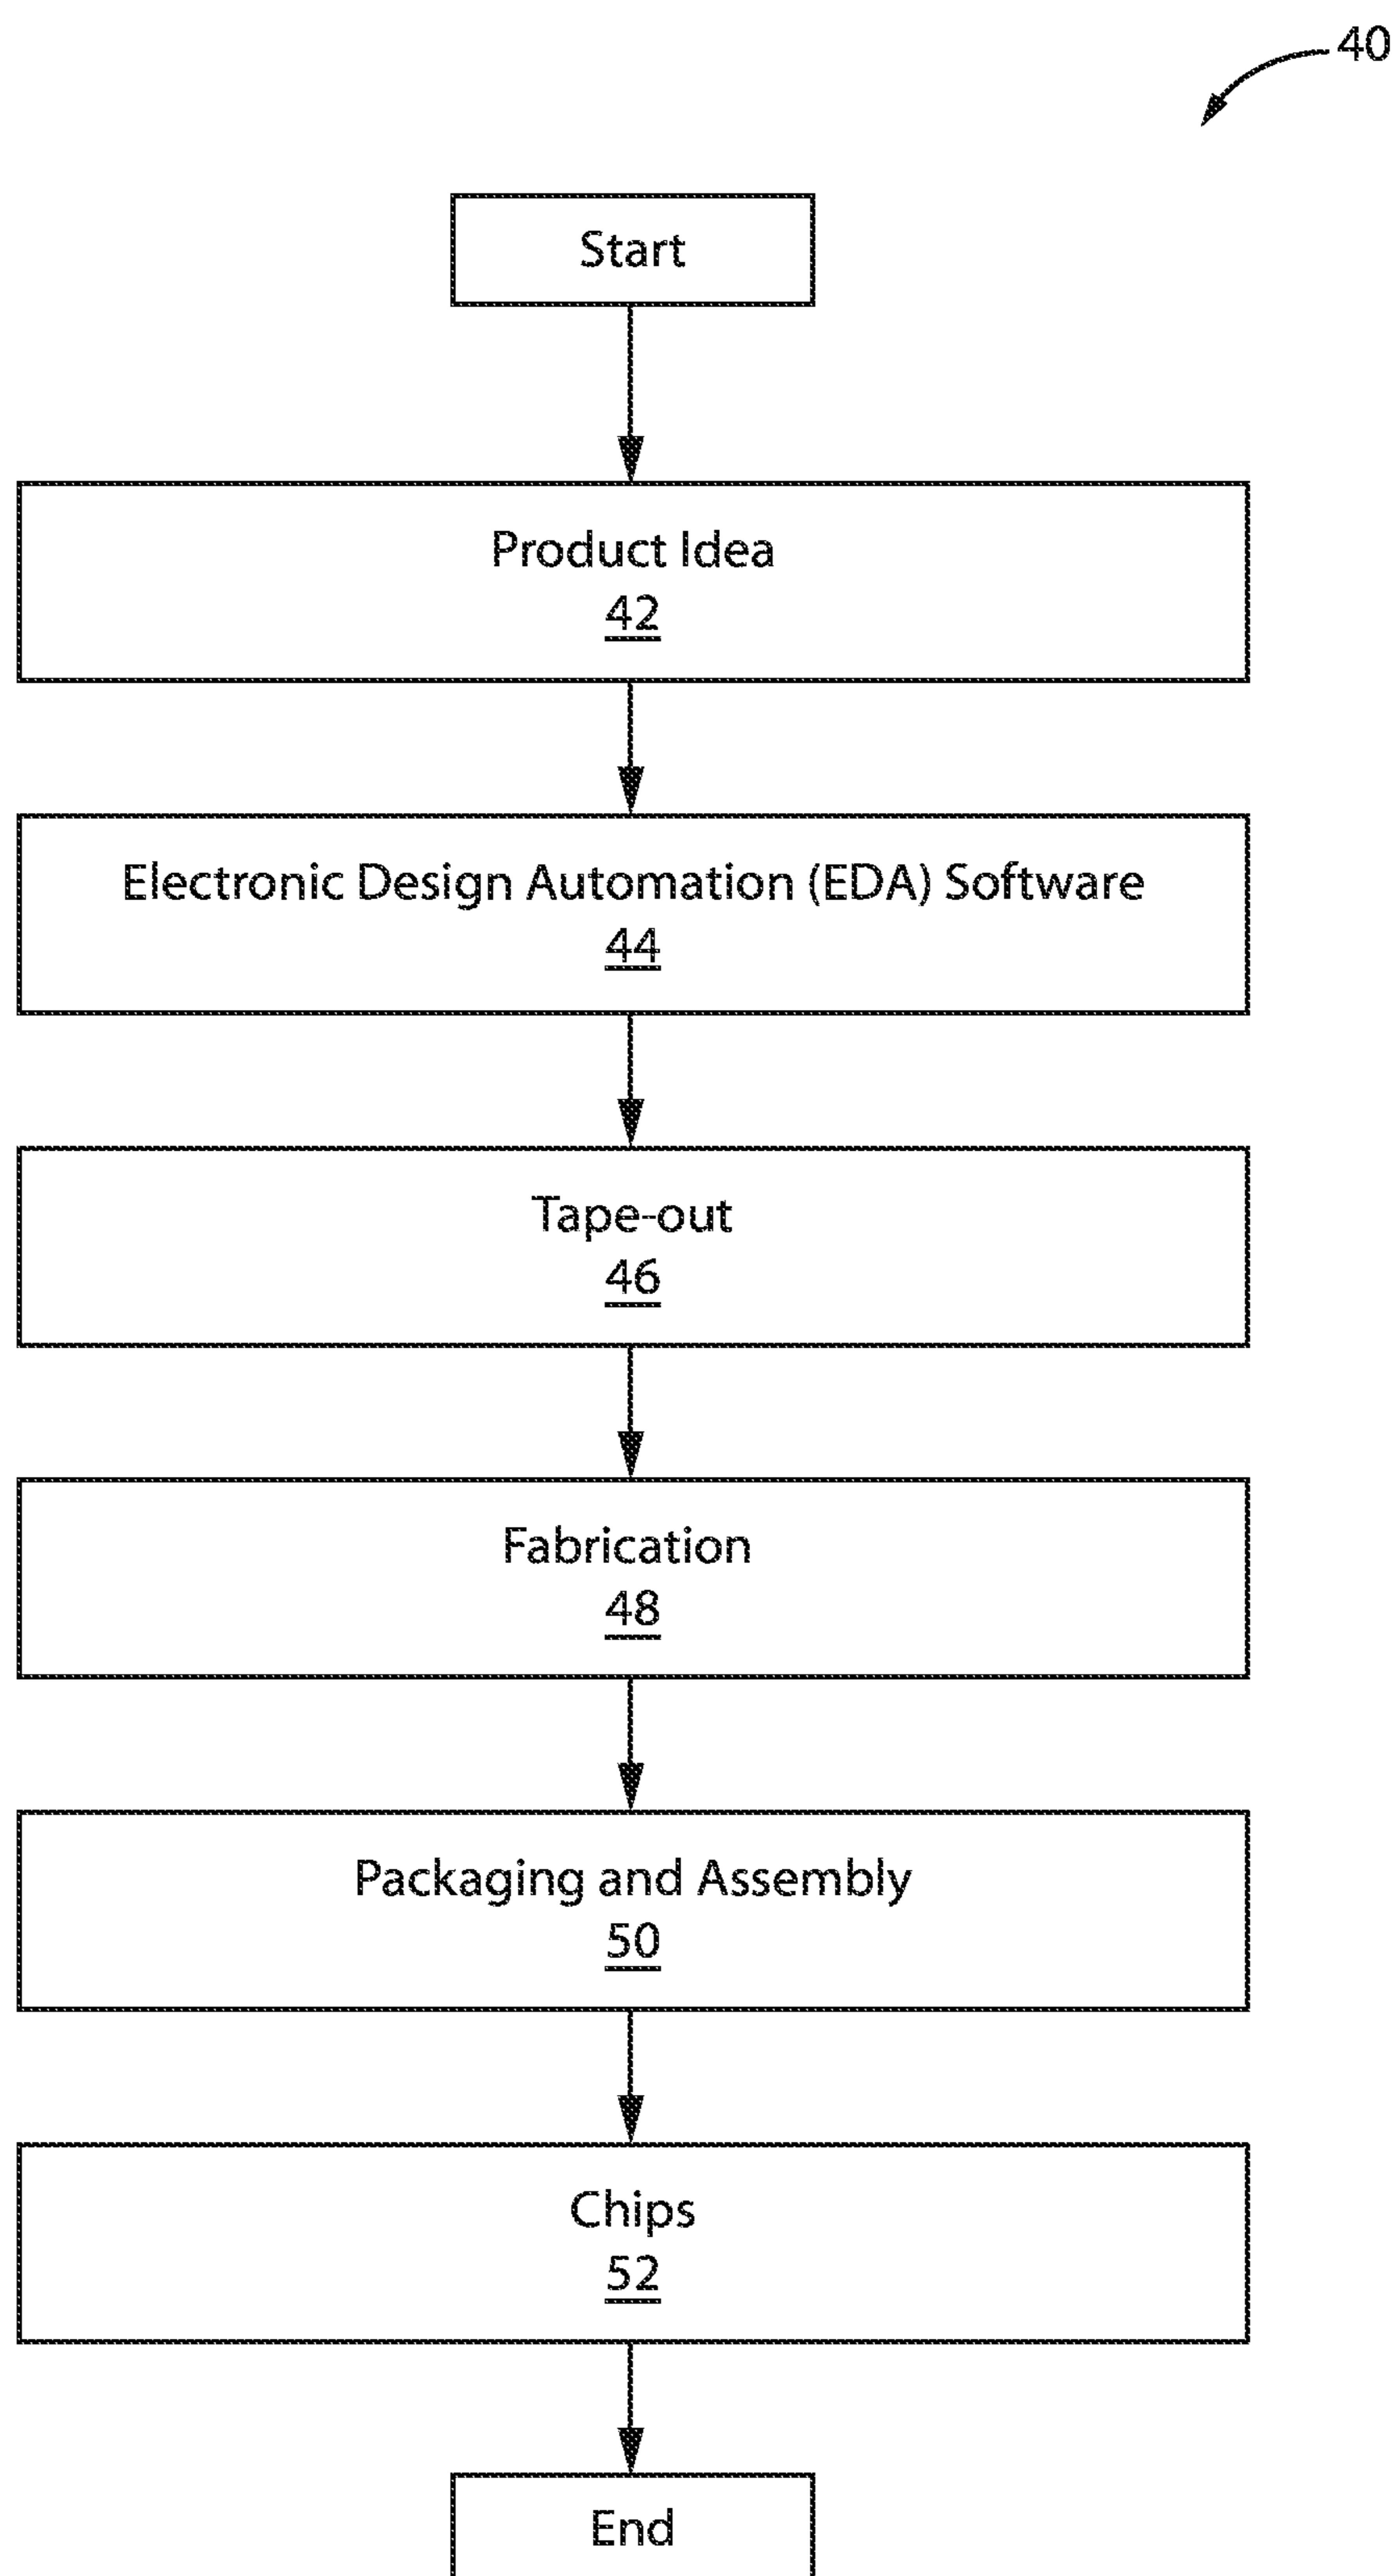 40
Start
Product Idea
42
Electronic Design Automation (EDA) Software
44
Tape-out
46
Fabrication
48
Packaging and Assembly
50
Chips
52
End